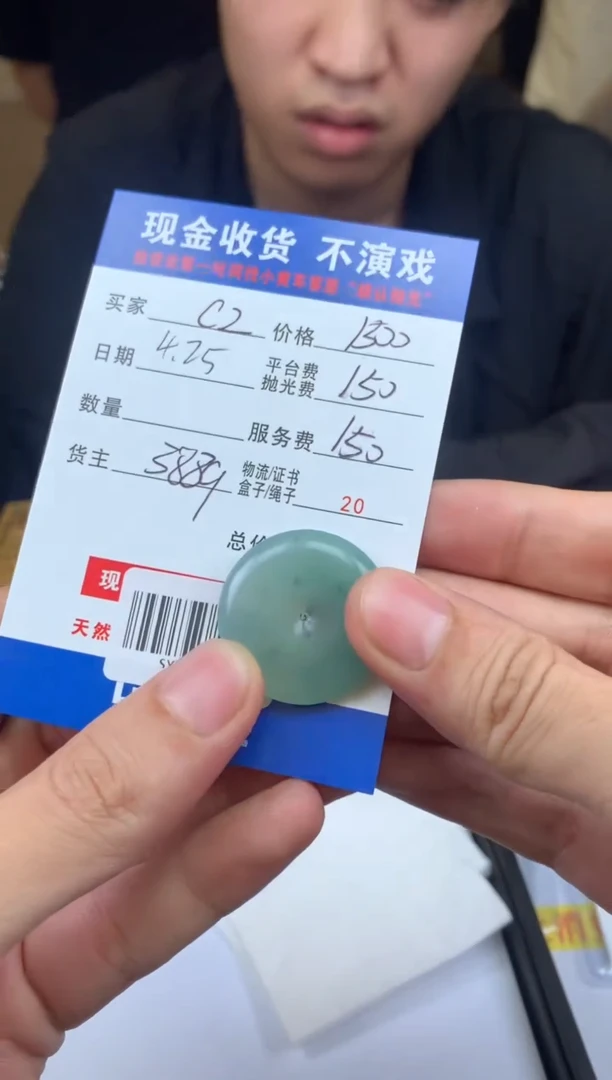 现金收货 不演戏
买家 C2 价格 1300
日期 4.25 平台费 抛光费 150
数量 服务费 150
货主 物流/证书 盒子/绳子 20
总
现
天然